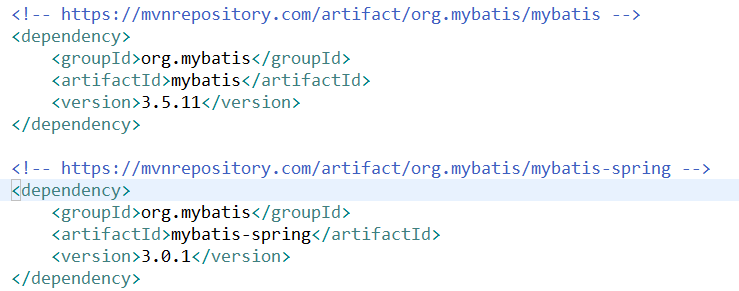 <!-- https://mvnrepository.com/artifact/org.mybatis/mybatis -->
<dependency>
    <groupId>org.mybatis</groupId>
    <artifactId>mybatis</artifactId>
    <version>3.5.11</version>
</dependency>

<!-- https://mvnrepository.com/artifact/org.mybatis/mybatis-spring -->
<dependency>
    <groupId>org.mybatis</groupId>
    <artifactId>mybatis-spring</artifactId>
    <version>3.0.1</version>
</dependency>